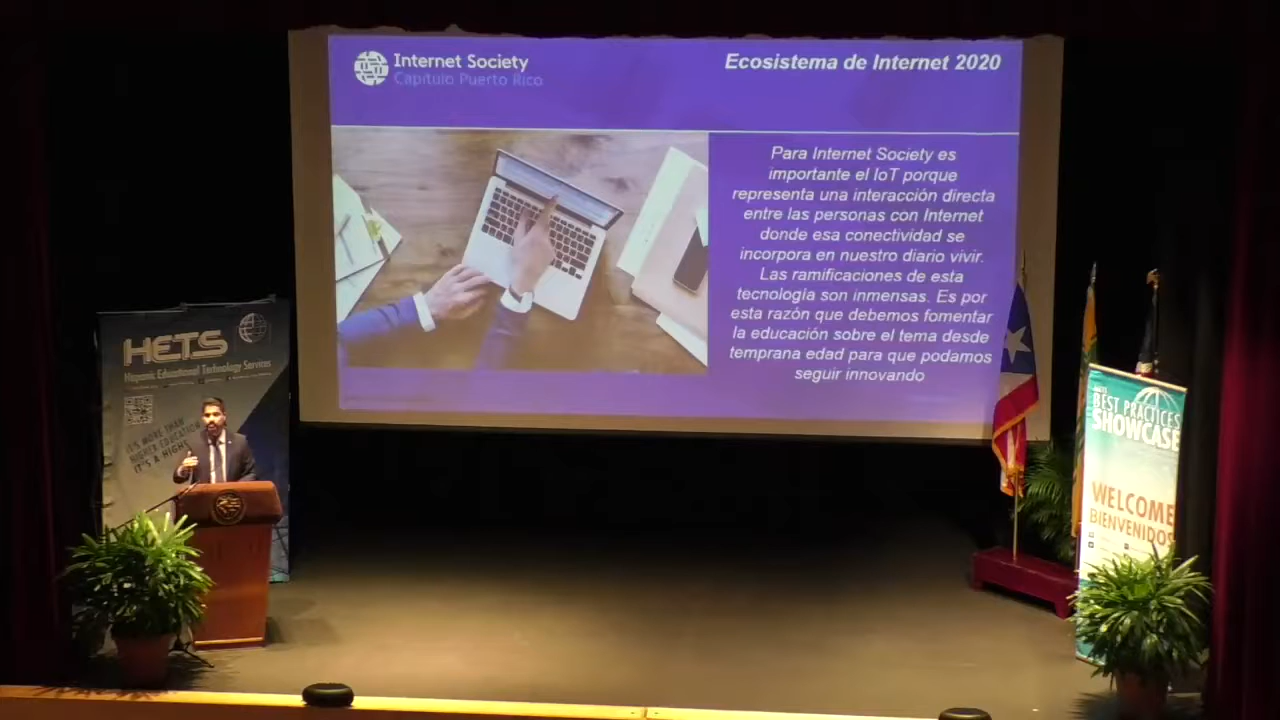 Internet Society
Capítulo Puerto Rico
Ecosistema de Internet 2020
Para Internet Society es
importante el IoT porque
representa una interacción directa
entre las personas con Internet
donde esa conectividad se
incorpora en nuestro diario vivir.
Las ramificaciones de esta
tecnología son inmensas. Es por
esta razón que debemos fomentar
la educación sobre el tema desde
temprana edad para que podamos
seguir innovando
HETS
Hispanic Educational Technology Services
IT'S MORE THAN
HIGHER EDUCATION
IT'S A HIGHE
BEST PRACTICES
SHOWCASE
WELCOME
BIENVENIDOS